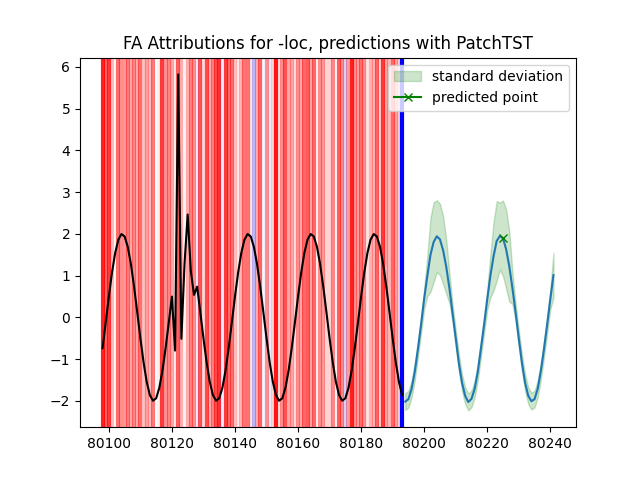 FA Attributions for -loc, predictions with PatchTST
standard deviation
predicted point
6
5
4
3
2
1
0
−1
−2
80100 80120 80140 80160 80180 80200 80220 80240